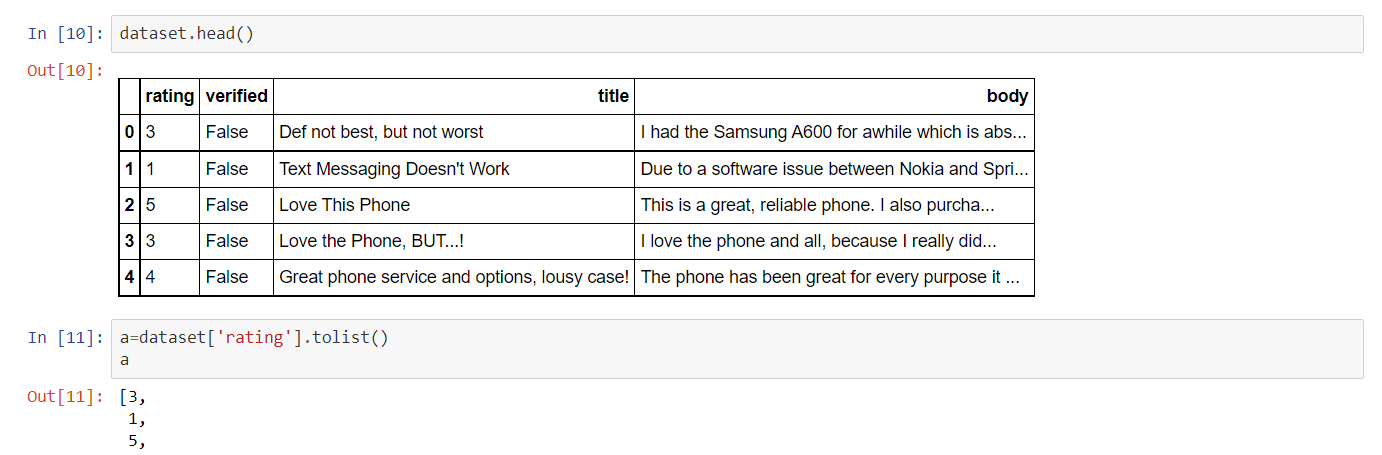 In [10]: dataset.head()
Out[10]:
rating verified title body
0 3 False Def not best, but not worst I had the Samsung A600 for awhile which is abs...
1 1 False Text Messaging Doesn't Work Due to a software issue between Nokia and Spri...
2 5 False Love This Phone This is a great, reliable phone. I also purcha...
3 3 False Love the Phone, BUT...! I love the phone and all, because I really did...
4 4 False Great phone service and options, lousy case! The phone has been great for every purpose it ...
In [11]: a=dataset['rating'].tolist()
a
Out[11]: [3,
1,
5,